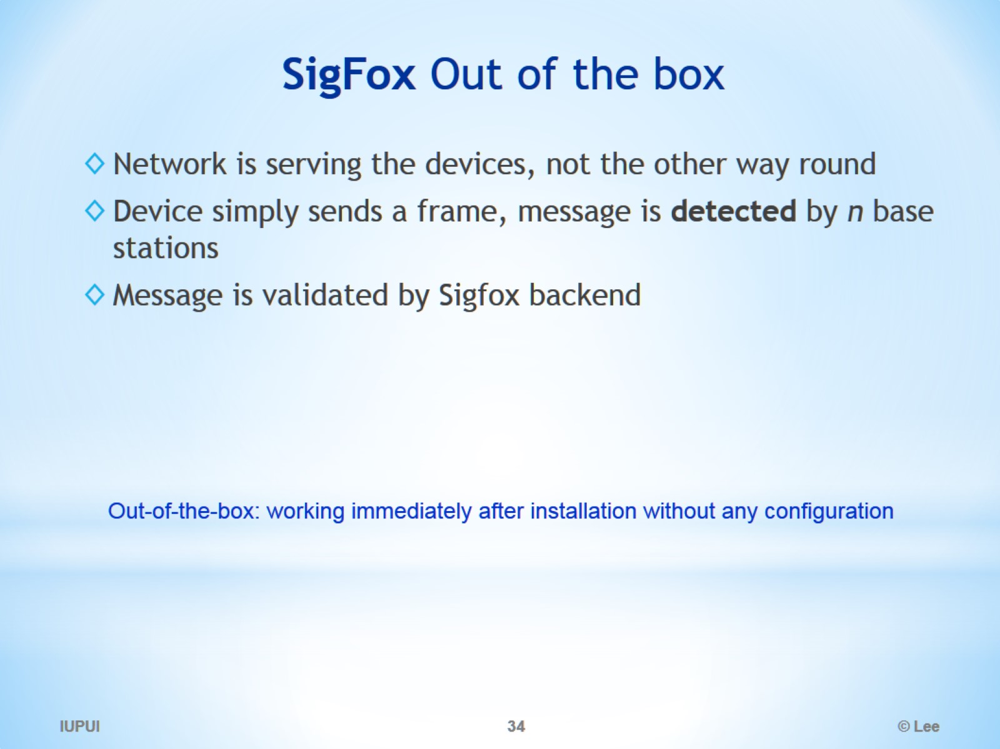 SigFox Out of the box
◇ Network is serving the devices, not the other way round
◇ Device simply sends a frame, message is detected by n base
stations
◇ Message is validated by Sigfox backend
Out-of-the-box: working immediately after installation without any configuration
IUPUI 34 © Lee